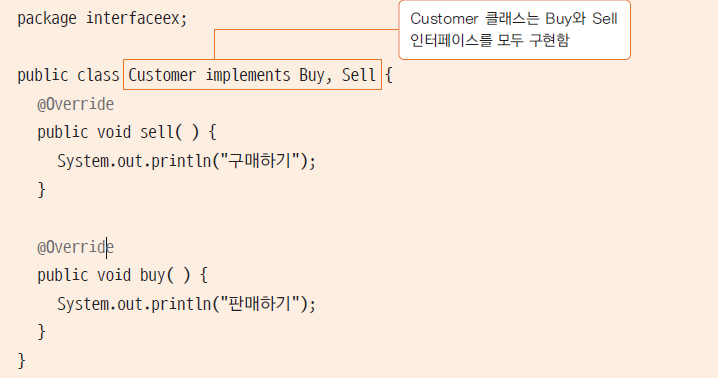 package interfaceex;
Customer 클래스는 Buy와 Sell
인터페이스를 모두 구현함
public class Customer implements Buy, Sell {
@Override
public void sell( ) {
System.out.println("구매하기");
}
@Override
public void buy( ) {
System.out.println("판매하기");
}
}